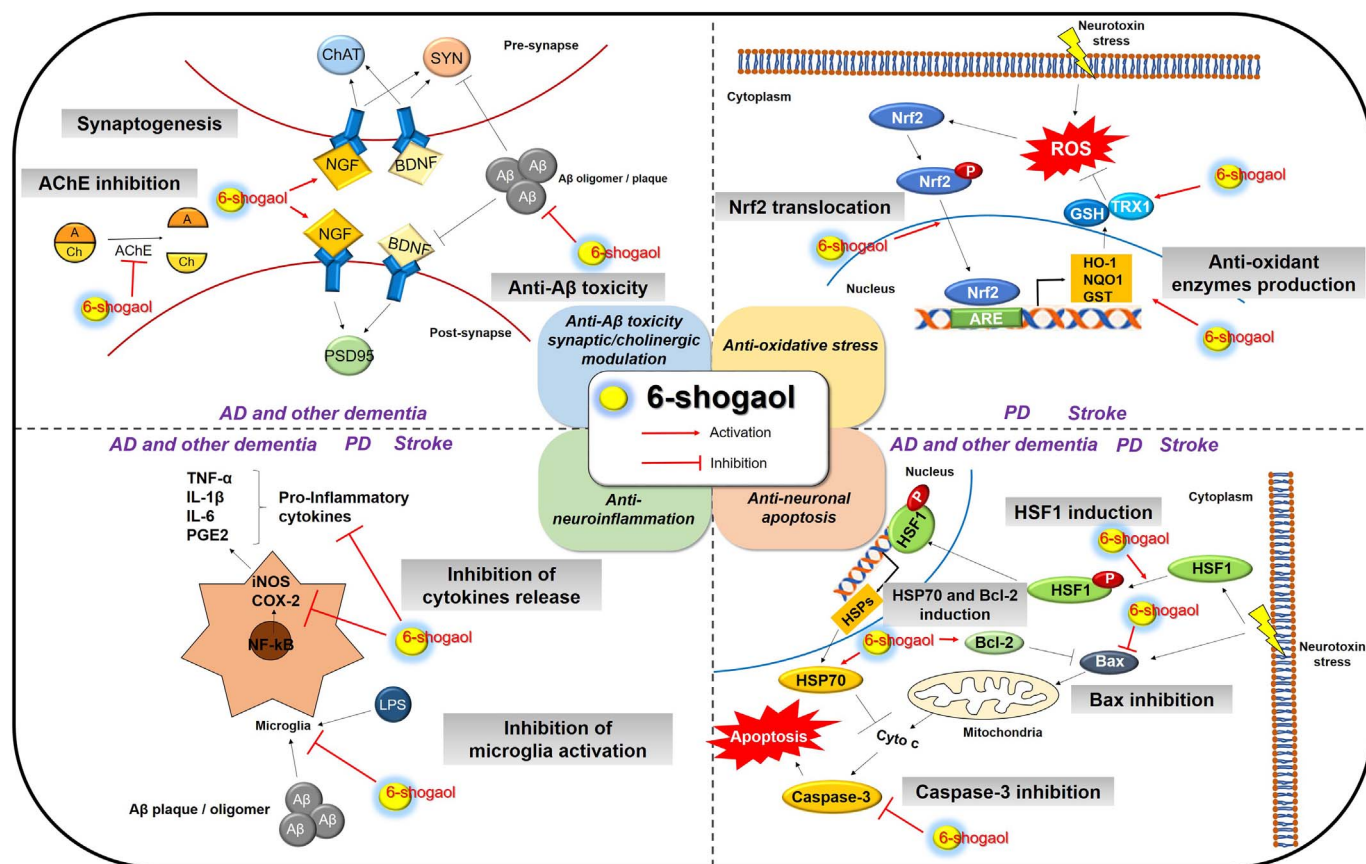 ChAT
SYN
Pre-synapse
Synaptogenesis
NGF
BDNF
AChE inhibition
6-shogaol
Aβ
Aβ
Aβ
Aβ oligomer / plaque
A
Ch
AChE
A
Ch
NGF
BDNF
6-shogaol
Anti-Aβ toxicity
6-shogaol
Post-synapse
PSD95
AD and other dementia
Neurotoxin
stress
Cytoplasm
Nrf2
ROS
Nrf2
P
6-shogaol
GSH
TRX1
Nrf2 translocation
6-shogaol
Nucleus
HO-1
NQO1
GST
Anti-oxidant
enzymes production
Nrf2
ARE
6-shogaol
PD
Stroke
Anti-Aβ toxicity
synaptic/cholinergic
modulation
Anti-oxidative stress
6-shogaol
Activation
Inhibition
Anti-
neuroinflammation
Anti-neuronal
apoptosis
AD and other dementia
PD
Stroke
TNF-α
IL-1β
IL-6
PGE2
Pro-Inflammatory
cytokines
iNOS
COX-2
NF-kB
Inhibition of
cytokines release
6-shogaol
LPS
Microglia
Inhibition of
microglia activation
6-shogaol
Aβ plaque / oligomer
Aβ
Aβ
Aβ
AD and other dementia
PD
Stroke
Nucleus
P
HSF1
Cytoplasm
HSF1 induction
6-shogaol
HSF1
P
HSF1
HSPs
HSP70 and Bcl-2
induction
6-shogaol
6-shogaol
Bcl-2
Bax
Neurotoxin
stress
HSP70
Bax inhibition
Mitochondria
Apoptosis
Cyto c
Caspase-3
Caspase-3 inhibition
6-shogaol